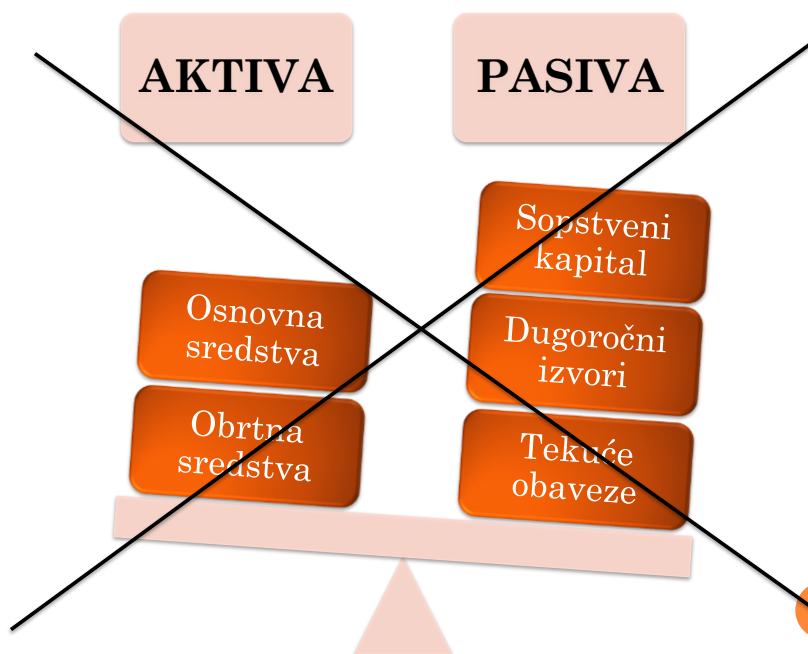 AKTIVA
PASIVA
Sopstveni
kapital
Osnovna
sredstva
Dugoročni
izvori
Obrtna
sredstva
Tekuće
obaveze